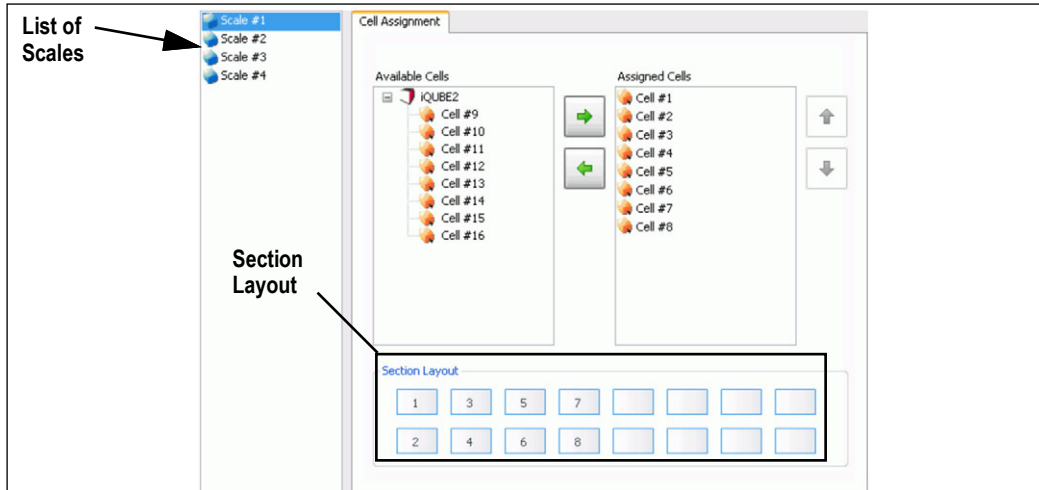 List of
Scales
Scale #1
Scale #2
Scale #3
Scale #4
Cell Assignment
Available Cells
iQUBE2
Cell #9
Cell #10
Cell #11
Cell #12
Cell #13
Cell #14
Cell #15
Cell #16
Assigned Cells
Cell #1
Cell #2
Cell #3
Cell #4
Cell #5
Cell #6
Cell #7
Cell #8
Section
Layout
Section Layout
1 3 5 7
2 4 6 8